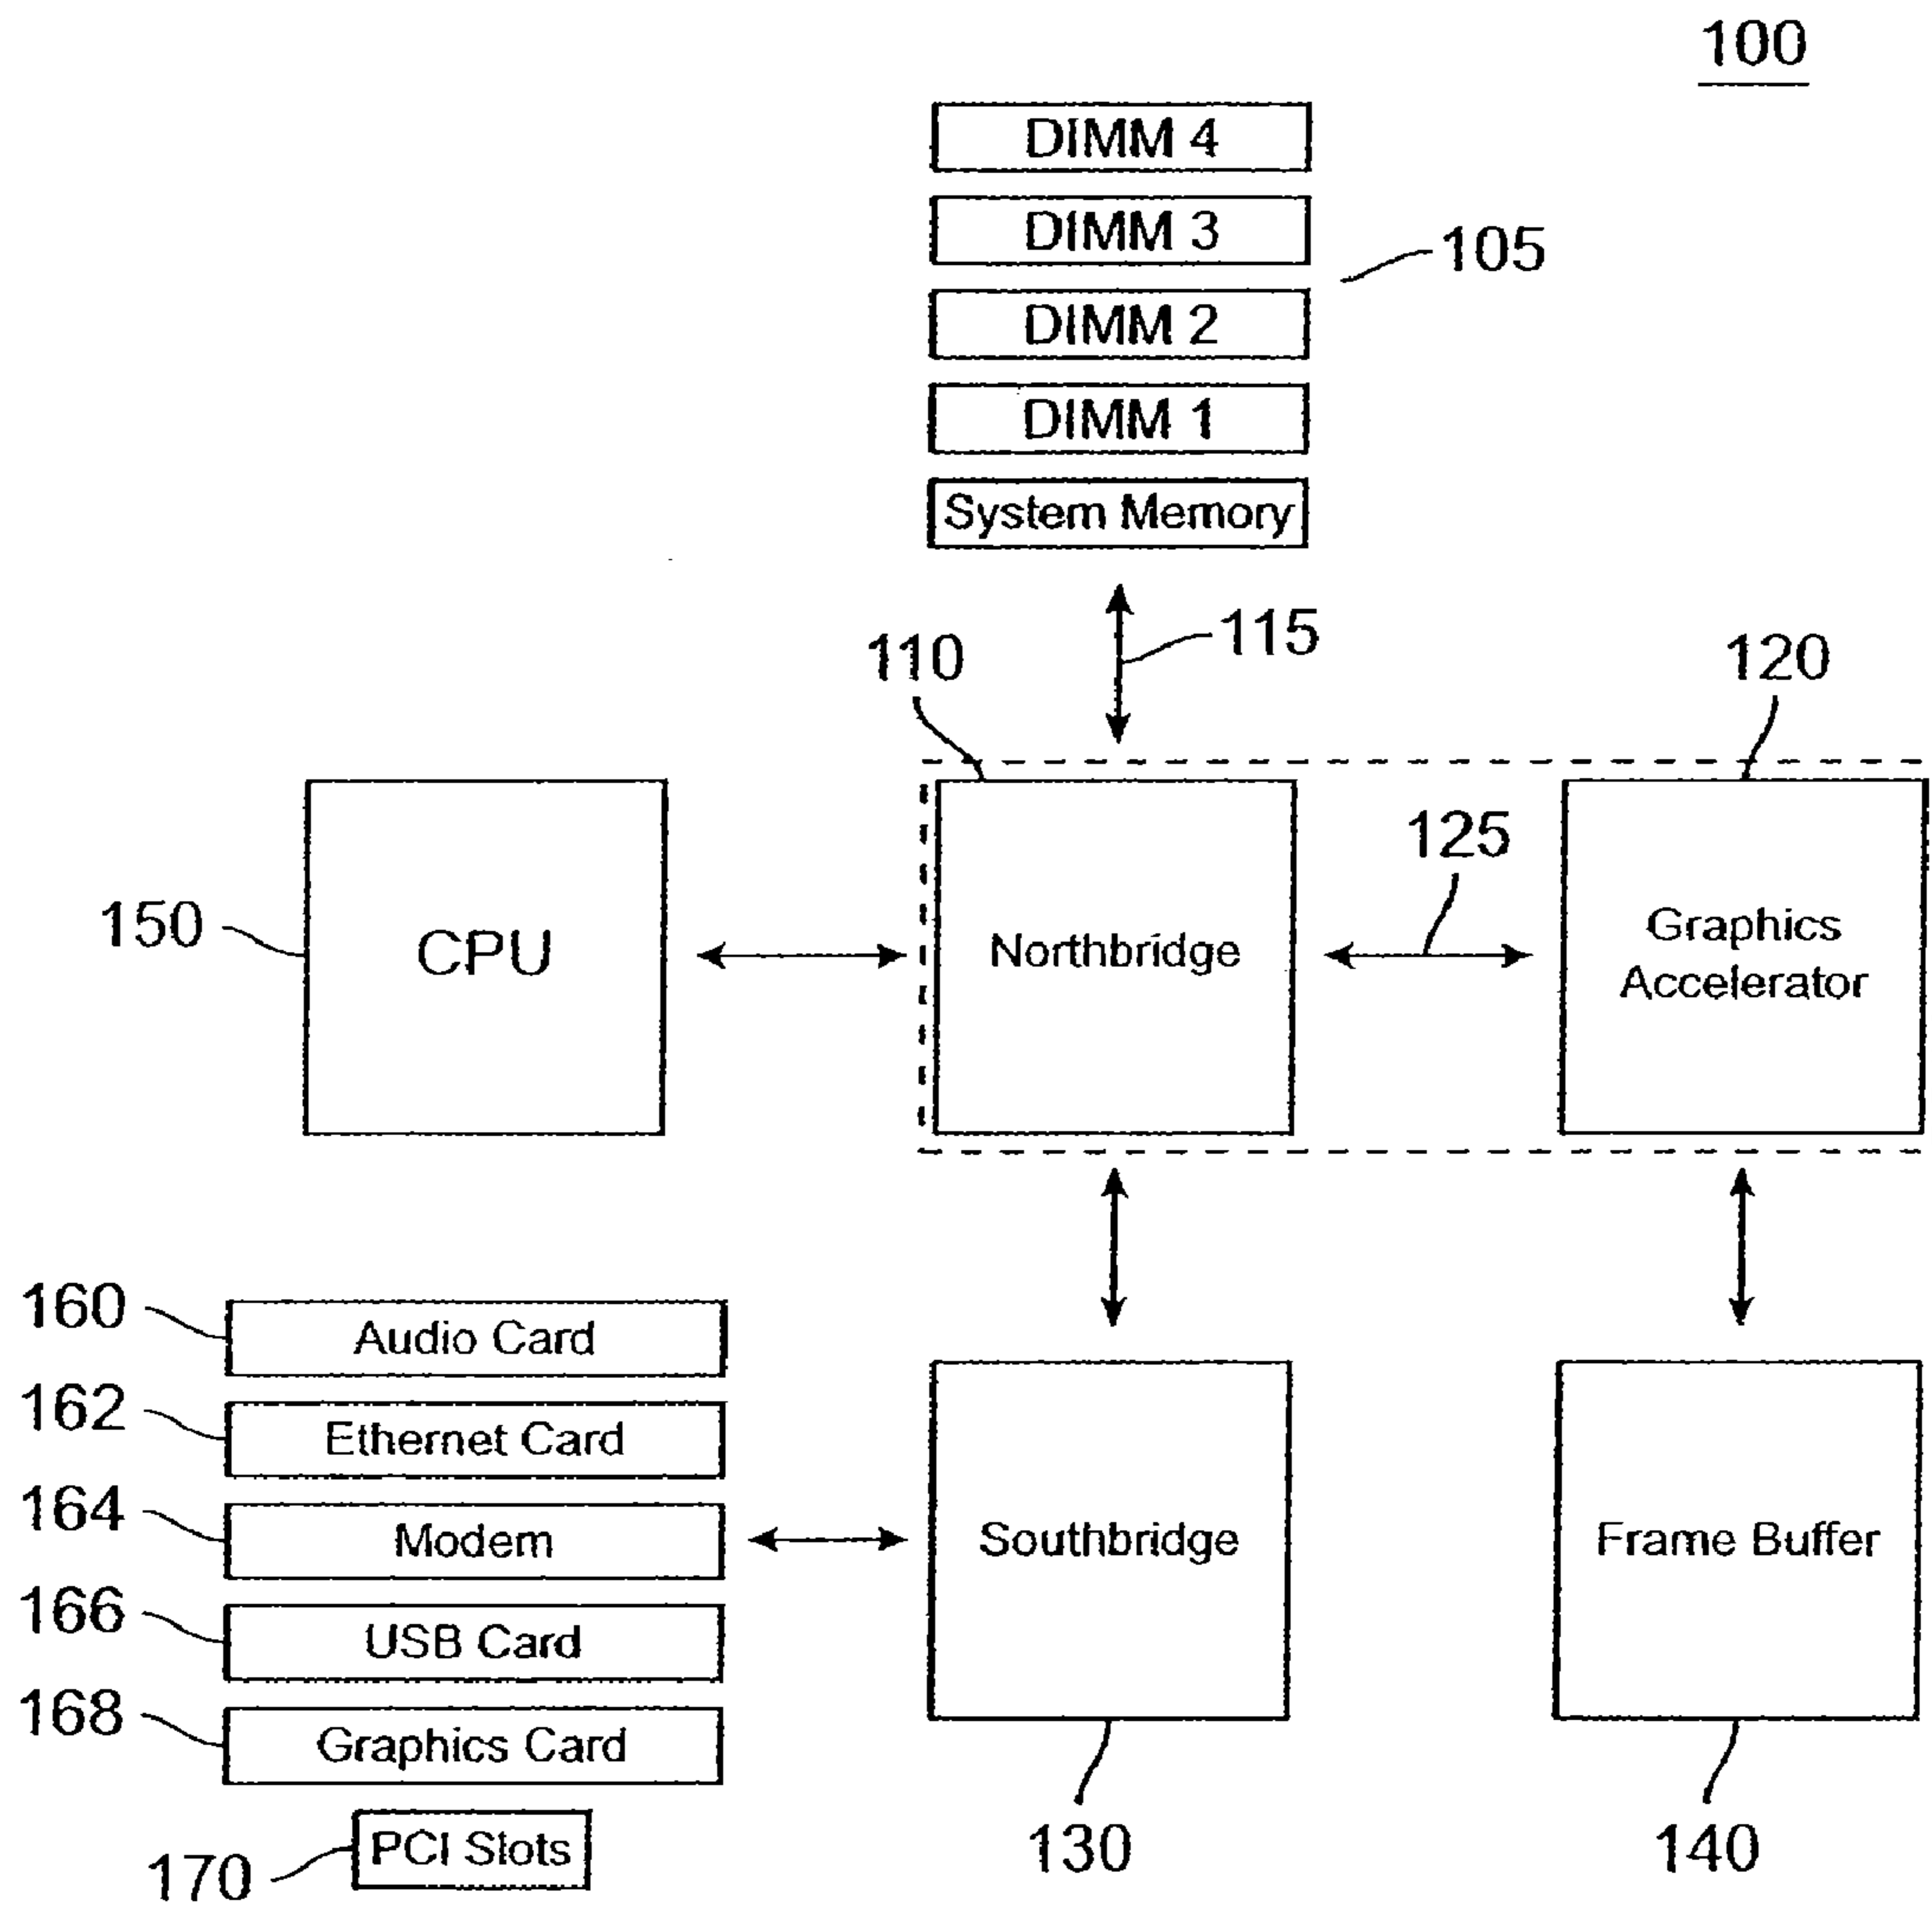 100
DIMM 4
DIMM 3
105
DIMM 2
DIMM 1
System Memory
115
110
120
125
150
CPU
Northbridge
Graphics
Accelerator
160
Audio Card
162
Ethernet Card
164
Modem
Southbridge
Frame Buffer
166
USB Card
168
Graphics Card
170
PCI Slots
130
140